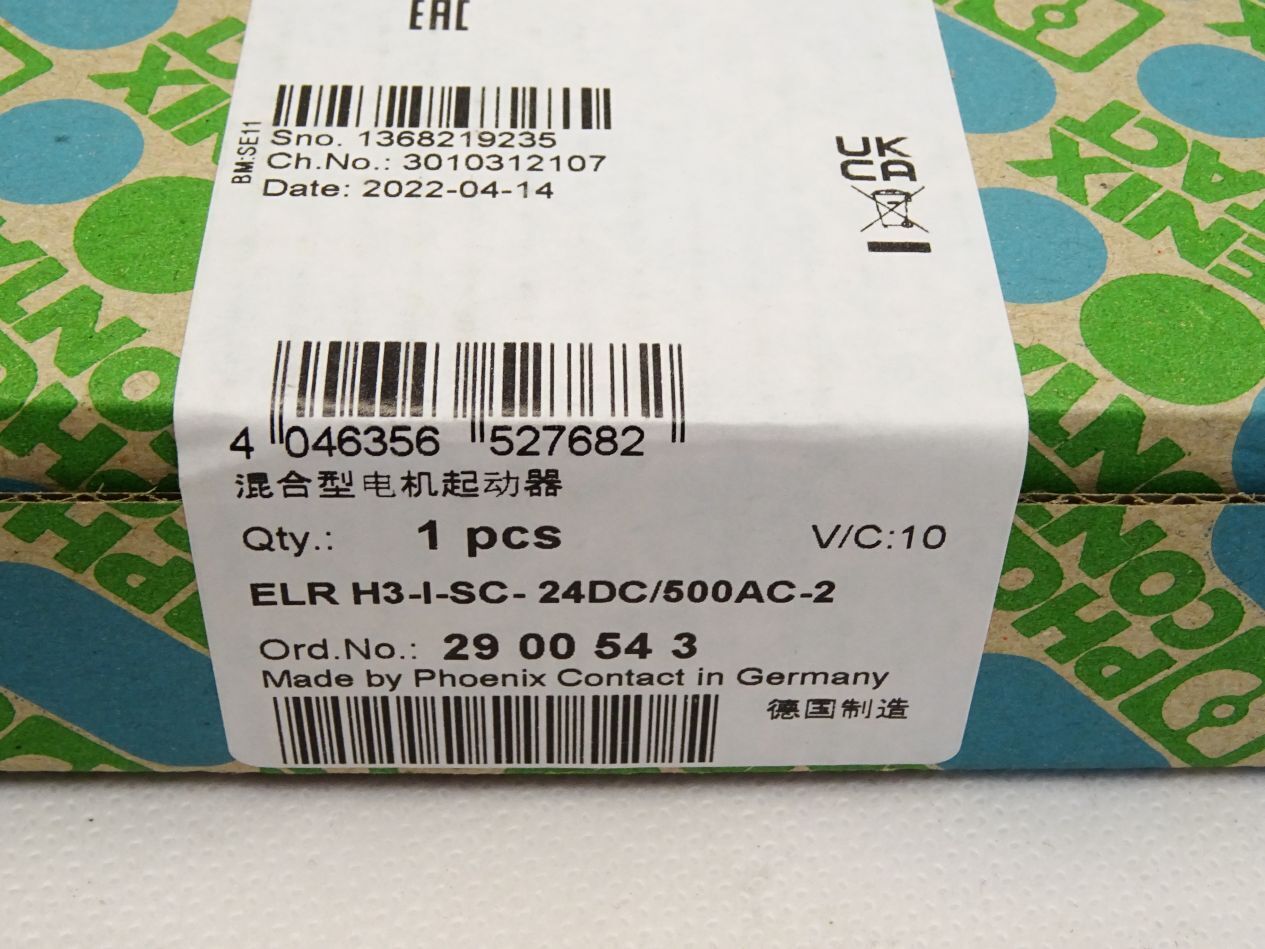 EAC
BM:SE11
Sno. 1368219235
Ch.No.: 3010312107
Date: 2022-04-14
UK
CA
4 046356 527682
混合型电机起动器
Qty.: 1 pcs V/C:10
ELR H3-I-SC- 24DC/500AC-2
Ord.No.: 29 00 54 3
Made by Phoenix Contact in Germany
德国制造